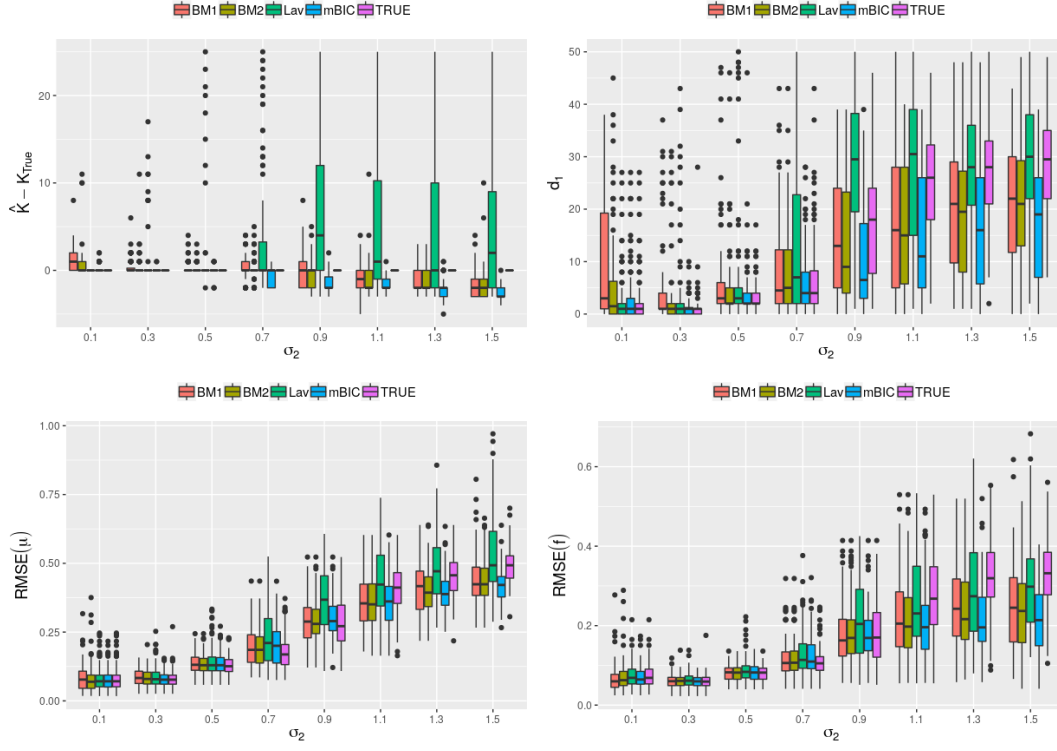 BM1 BM2 Lav mBIC TRUE
20
10
0
K̂ − K_True
0.1 0.3 0.5 0.7 0.9 1.1 1.3 1.5
σ₂
BM1 BM2 Lav mBIC TRUE
50
40
30
20
10
0
d₁
0.1 0.3 0.5 0.7 0.9 1.1 1.3 1.5
σ₂
BM1 BM2 Lav mBIC TRUE
1.00
0.75
0.50
0.25
0.00
RMSE(μ)
0.1 0.3 0.5 0.7 0.9 1.1 1.3 1.5
σ₂
BM1 BM2 Lav mBIC TRUE
0.6
0.4
0.2
0.0
RMSE(f)
0.1 0.3 0.5 0.7 0.9 1.1 1.3 1.5
σ₂